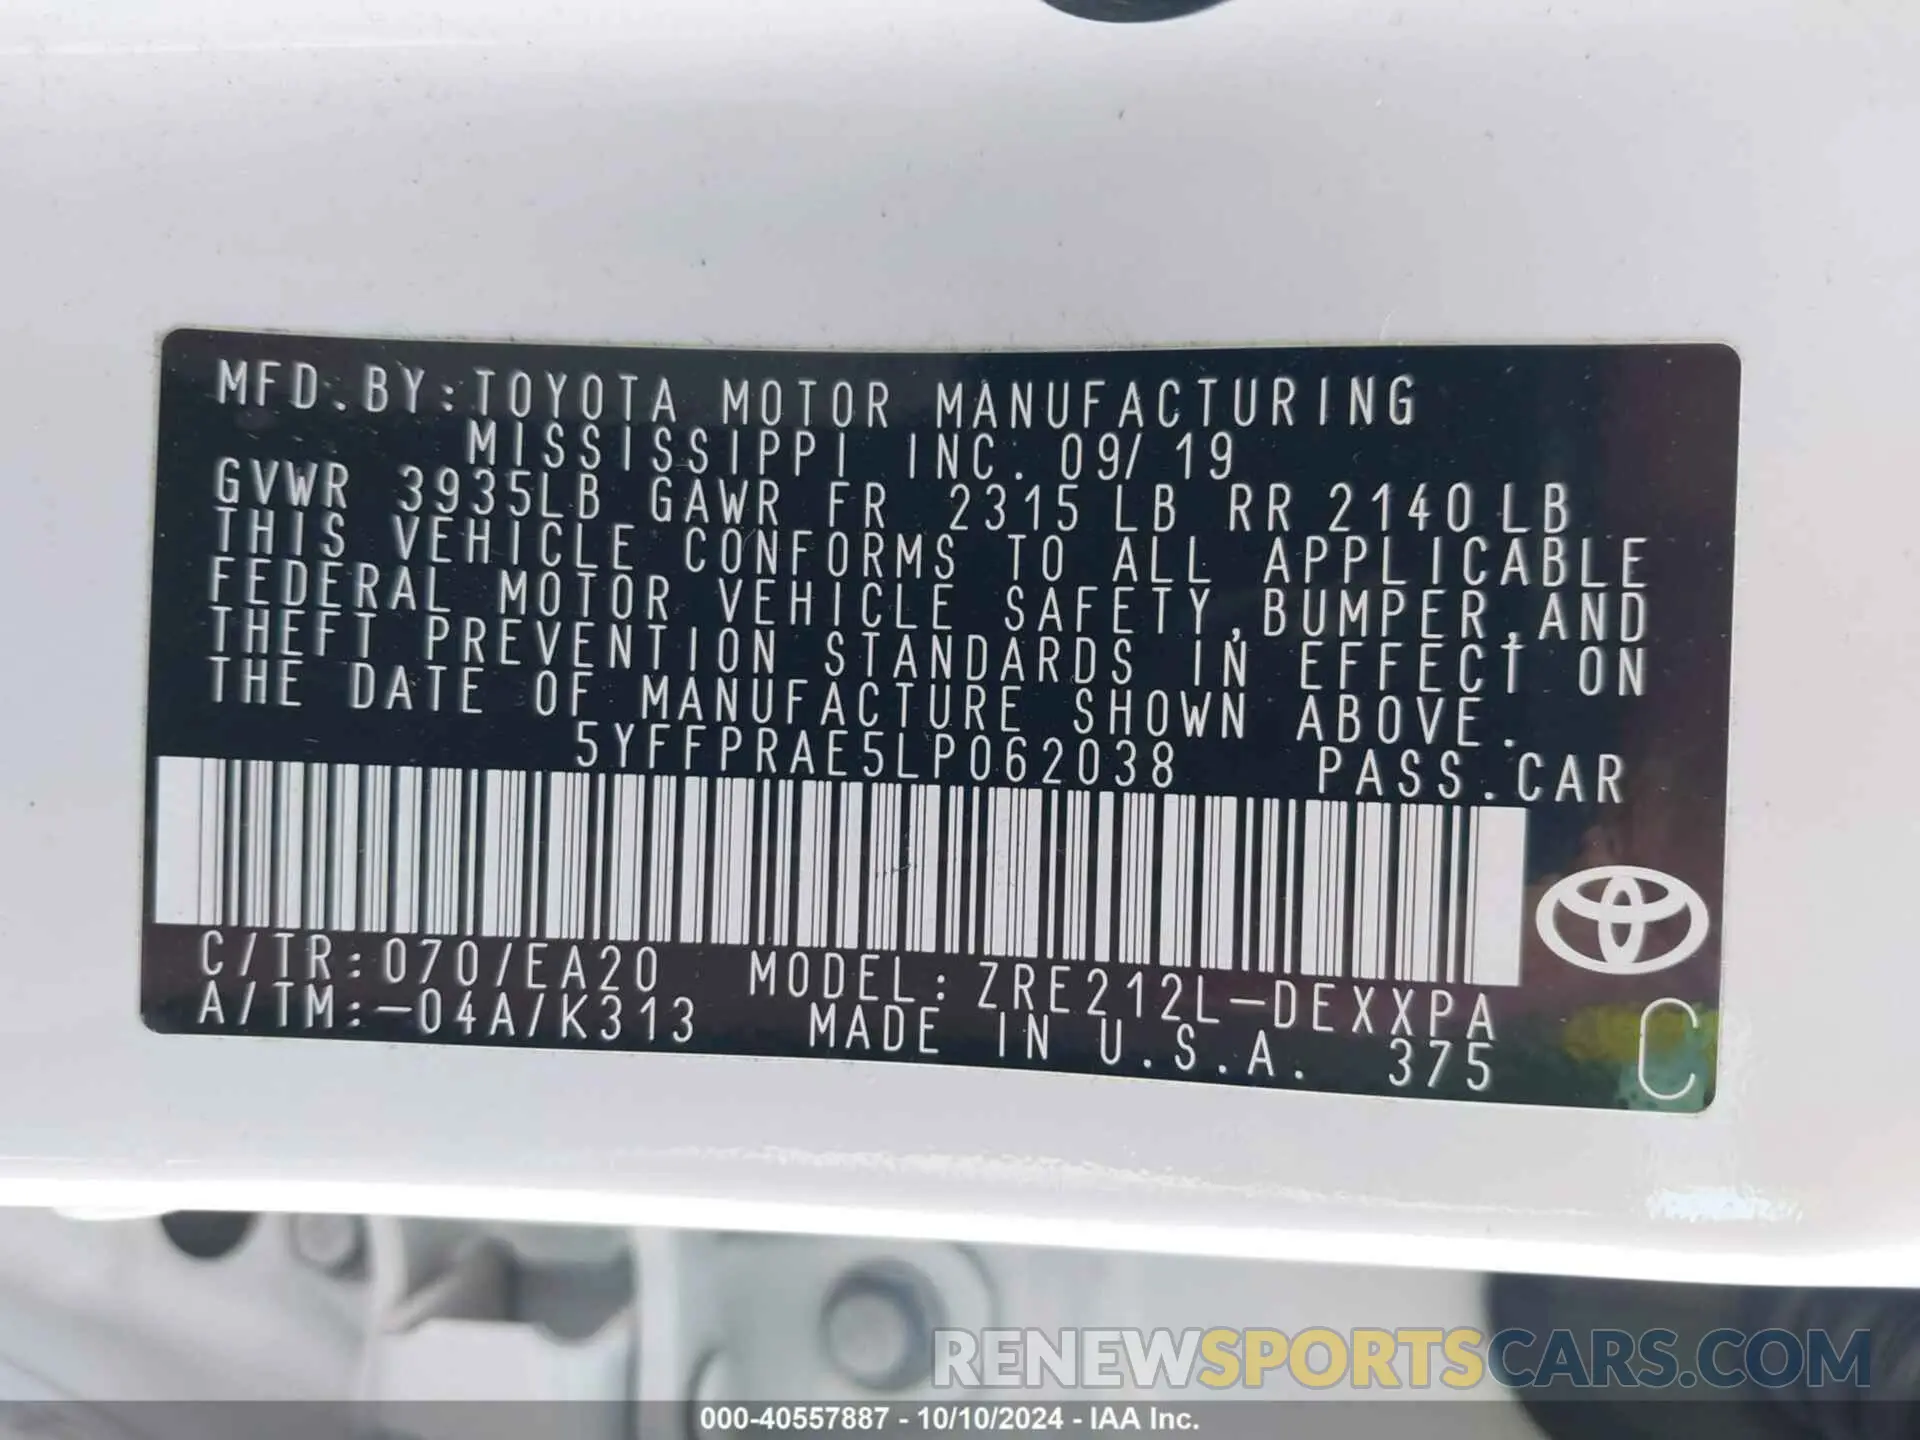 MFD.BY:TOYOTA MOTOR MANUFACTURING
MISSISSIPPI INC. 09/19
GVWR 3935LB GAWR FR 2315LB RR 2140LB
THIS VEHICLE CONFORMS TO ALL APPLICABLE
FEDERAL MOTOR VEHICLE SAFETY,BUMPER,AND
THEFT PREVENTION STANDARDS IN EFFECT ON
THE DATE OF MANUFACTURE SHOWN ABOVE.
5YFFPRAE5LP062038 PASS.CAR
C/TR:070/EA20 MODEL:ZRE212L-DEXXPA
A/TM:-04A/K313 MADE IN U.S.A. 375
C
RENEWSPORTSCARS.COM
000-40557887 - 10/10/2024 - IAA Inc.